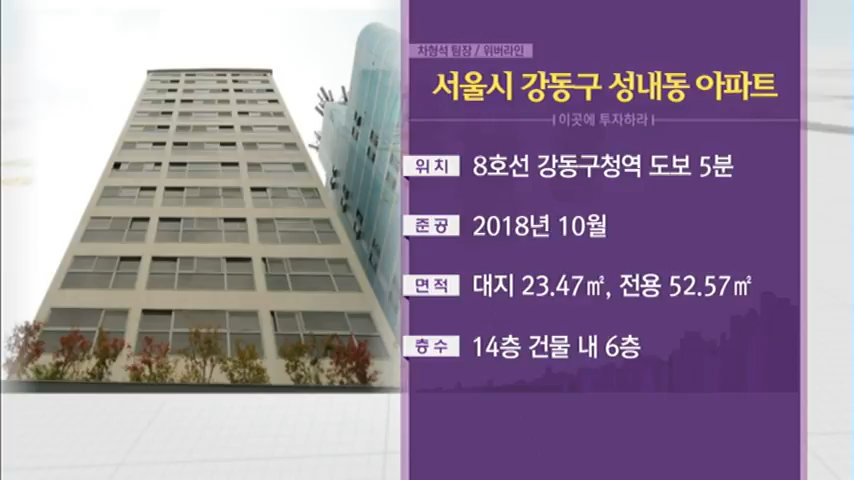 차형석 팀장 / 위버라인
서울시 강동구 성내동 아파트
이곳에 투자하라
위치 8호선 강동구청역 도보 5분
준공 2018년 10월
면적 대지 23.47㎡, 전용 52.57㎡
층수 14층 건물 내 6층